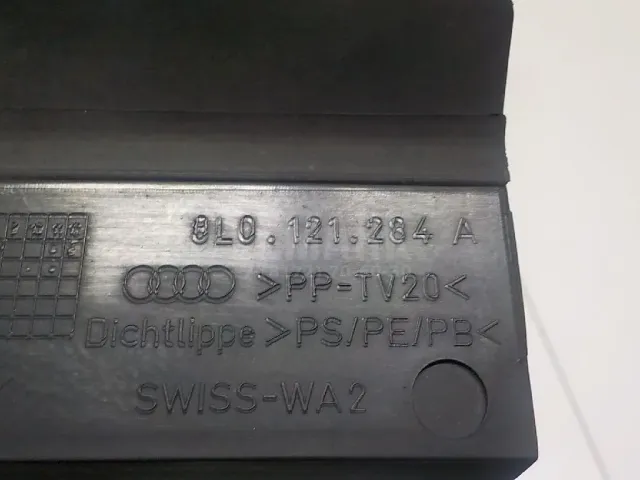 8L0.121.284 A
>PP-TV20<
Dichtlippe >PS/PE/PB<
SWISS-WA2